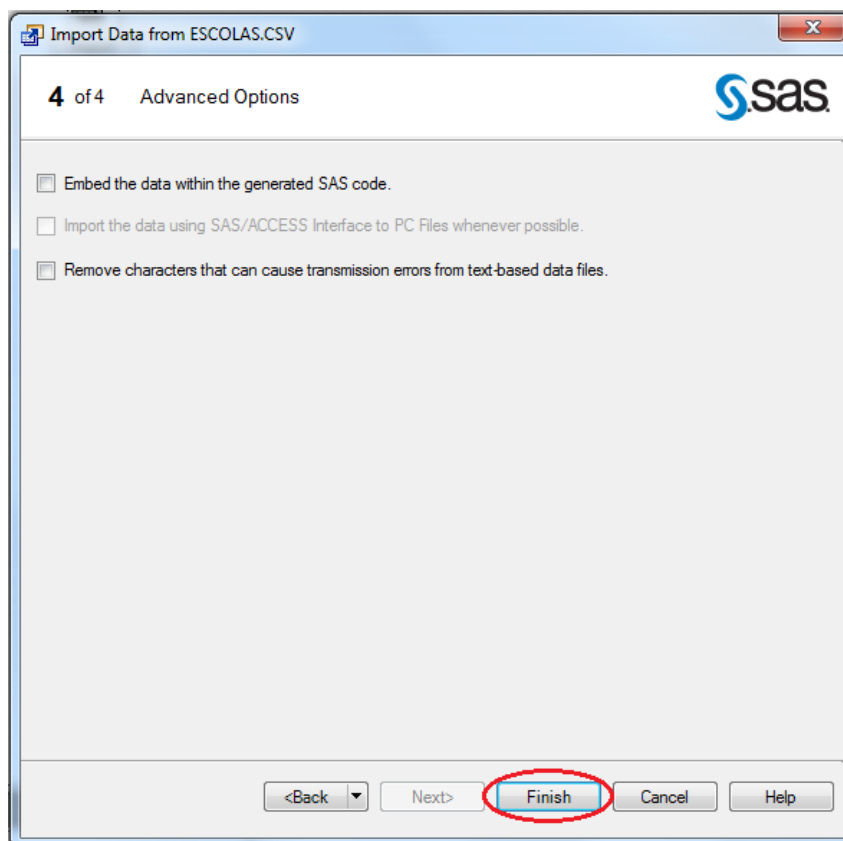 Import Data from ESCOLAS.CSV
X
4 of 4 Advanced Options
sas
Embed the data within the generated SAS code.
Import the data using SAS/ACCESS Interface to PC Files whenever possible.
Remove characters that can cause transmission errors from text-based data files.
<Back Next> Finish Cancel Help